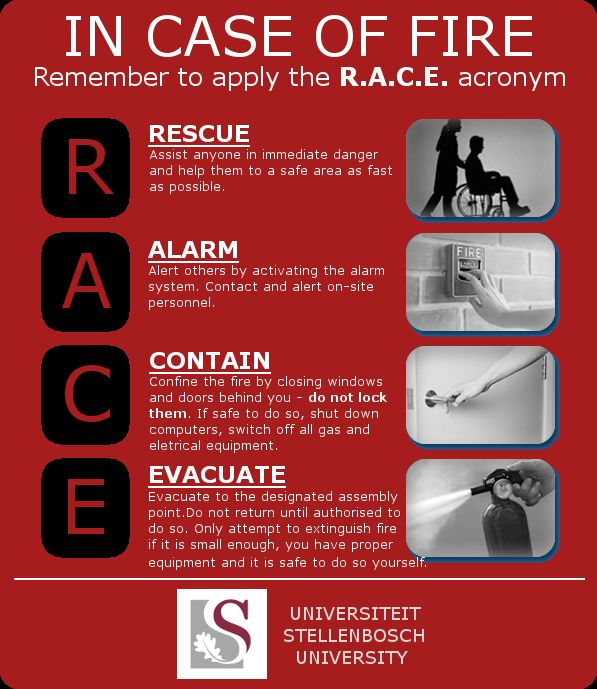 IN CASE OF FIRE
Remember to apply the R.A.C.E. acronym
R
RESCUE
Assist anyone in immediate danger
and help them to a safe area as fast
as possible.
A
ALARM
Alert others by activating the alarm
system. Contact and alert on-site
personnel.
FIRE
C
CONTAIN
Confine the fire by closing windows
and doors behind you - do not lock
them. If safe to do so, shut down
computers, switch off all gas and
eletrical equipment.
E
EVACUATE
Evacuate to the designated assembly
point.Do not return until authorised to
do so. Only attempt to extinguish fire
if it is small enough, you have proper
equipment and it is safe to do so yourself.
S
UNIVERSITEIT
STELLENBOSCH
UNIVERSITY